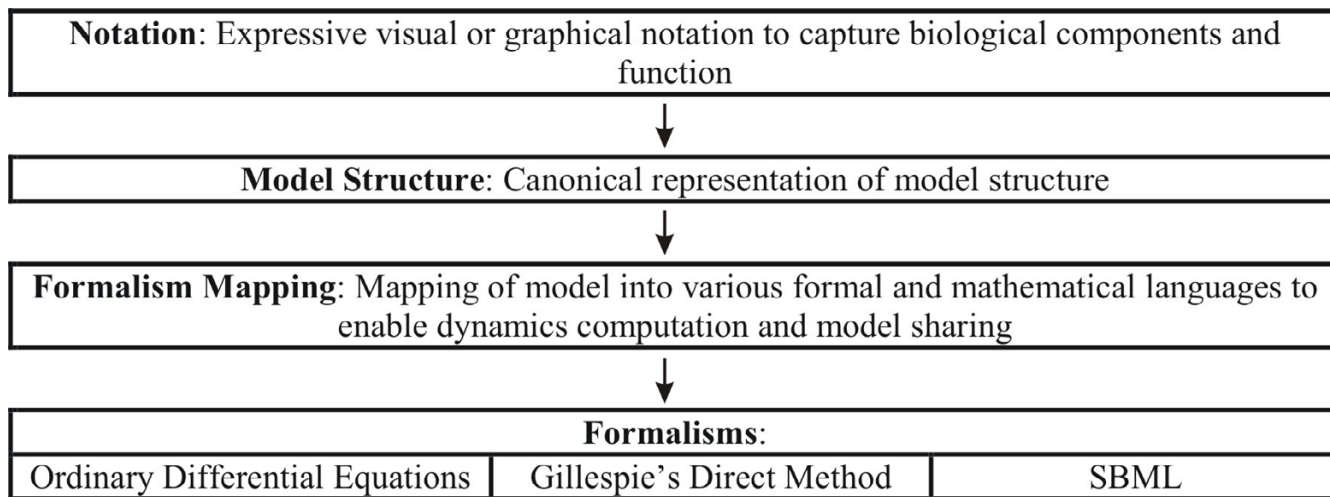 Notation: Expressive visual or graphical notation to capture biological components and
function
Model Structure: Canonical representation of model structure
Formalism Mapping: Mapping of model into various formal and mathematical languages to
enable dynamics computation and model sharing
Formalisms:
Ordinary Differential Equations Gillespie’s Direct Method SBML